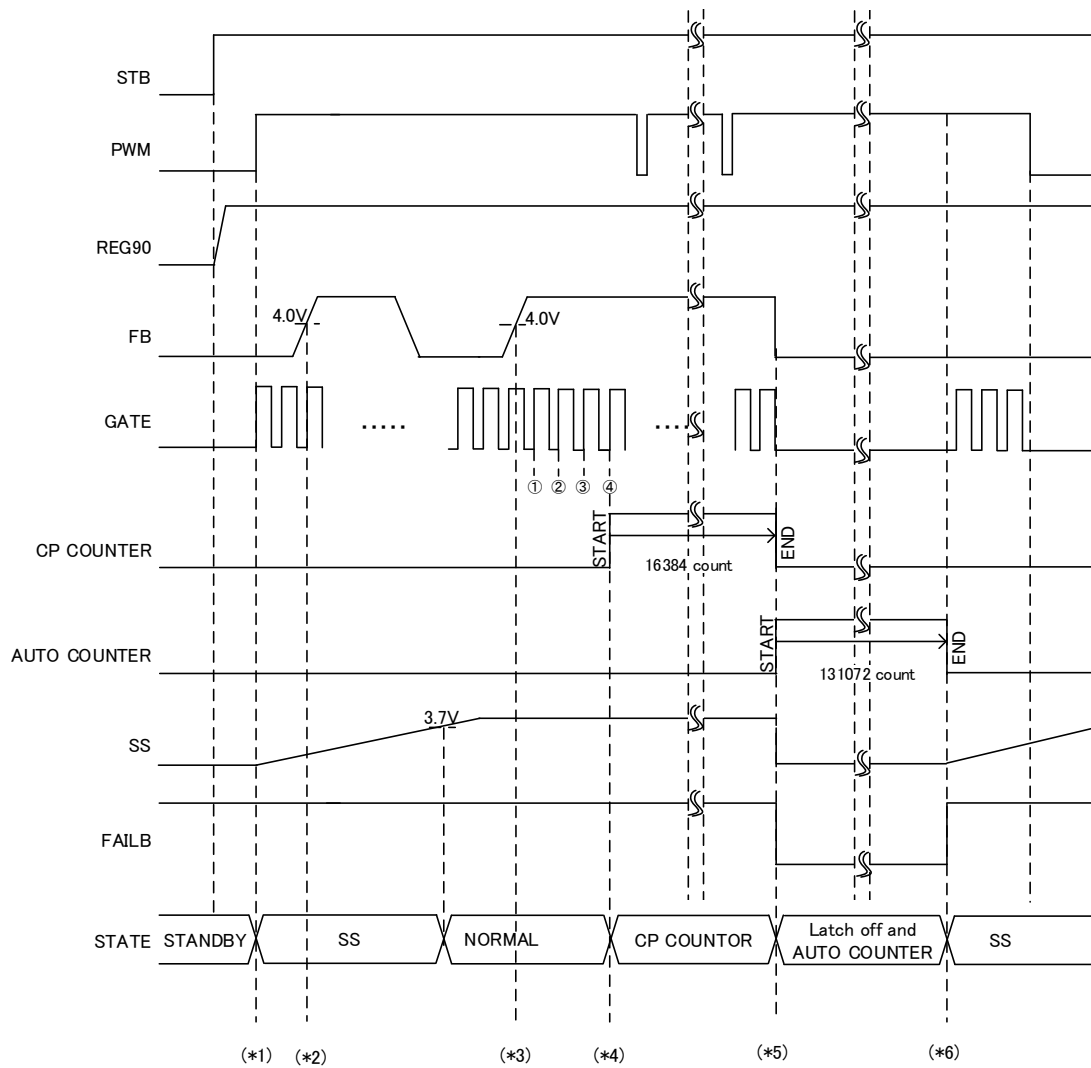 STB
PWM
REG90
4.0V
4.0V
FB
GATE
.....
....
① ② ③ ④
START
END
CP COUNTER
16384 count
START
END
AUTO COUNTER
131072 count
3.7V
SS
FAILB
STATE
STANDBY
SS
NORMAL
CP COUNTOR
Latch off and
AUTO COUNTER
SS
(*1) (*2) (*3) (*4) (*5) (*6)